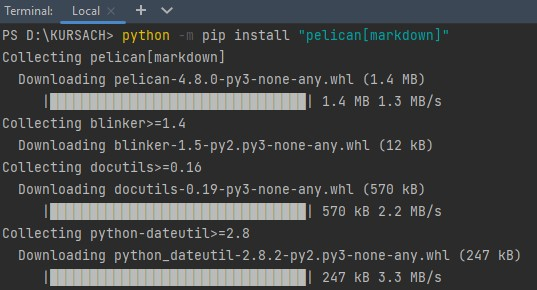 Terminal: Local × +
PS D:\KURSACH> python -m pip install "pelican[markdown]"
Collecting pelican[markdown]
Downloading pelican-4.8.0-py3-none-any.whl (1.4 MB)
|████████████████████████████████| 1.4 MB 1.3 MB/s
Collecting blinker>=1.4
Downloading blinker-1.5-py2.py3-none-any.whl (12 kB)
Collecting docutils>=0.16
Downloading docutils-0.19-py3-none-any.whl (570 kB)
|████████████████████████████████| 570 kB 2.2 MB/s
Collecting python-dateutil>=2.8
Downloading python_dateutil-2.8.2-py2.py3-none-any.whl (247 kB)
|████████████████████████████████| 247 kB 3.3 MB/s